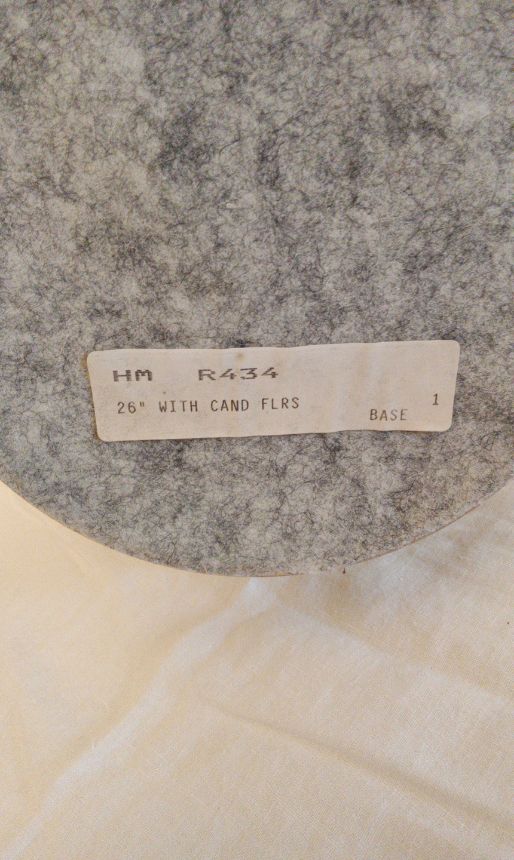 HM R434
26" WITH CAND FLRS
BASE 1